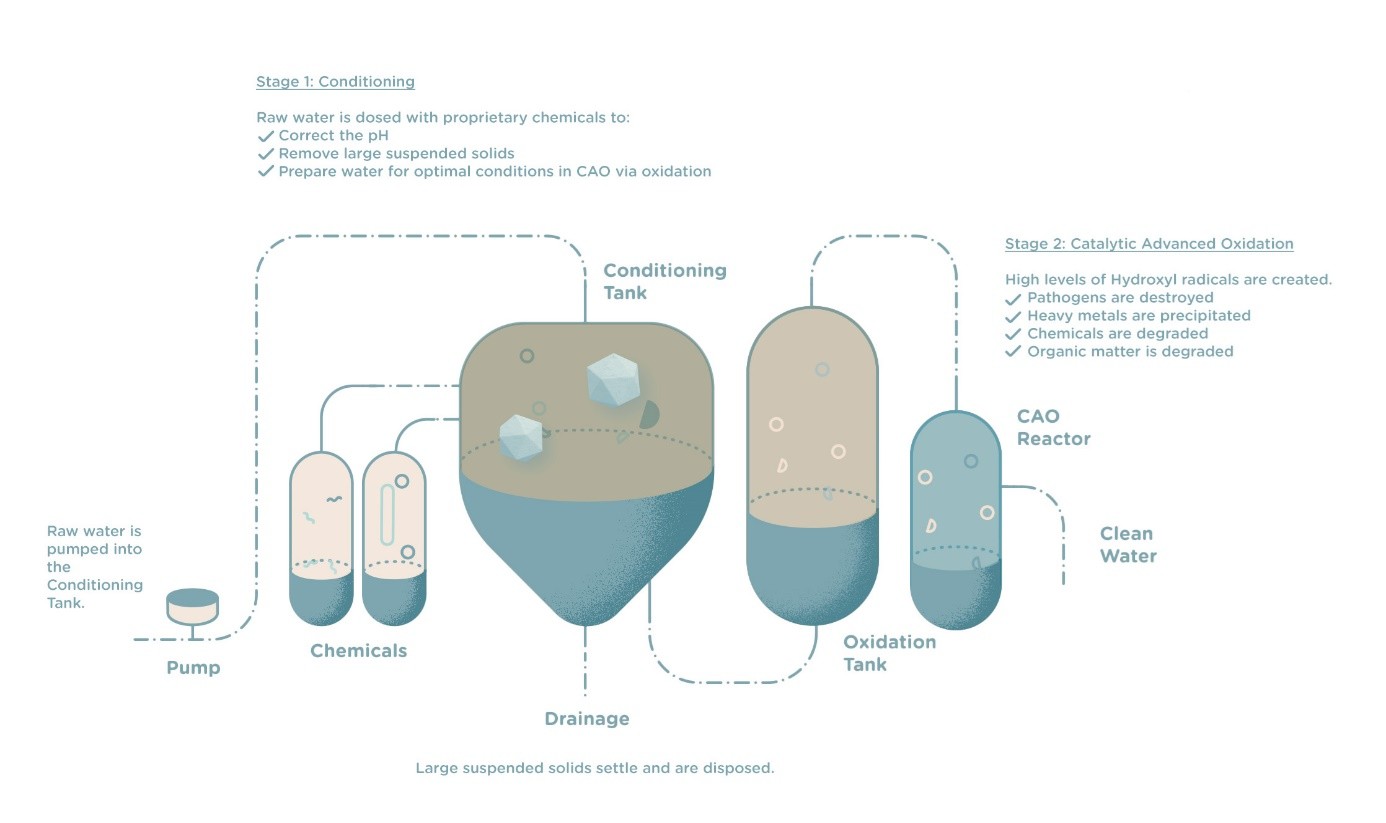 Stage 1: Conditioning
Raw water is dosed with proprietary chemicals to:
Correct the pH
Remove large suspended solids
Prepare water for optimal conditions in CAO via oxidation
Stage 2: Catalytic Advanced Oxidation
High levels of Hydroxyl radicals are created.
Pathogens are destroyed
Heavy metals are precipitated
Chemicals are degraded
Organic matter is degraded
Conditioning
Tank
CAO
Reactor
Raw water is
pumped into
the
Conditioning
Tank.
Clean
Water
Pump
Chemicals
Oxidation
Tank
Drainage
Large suspended solids settle and are disposed.